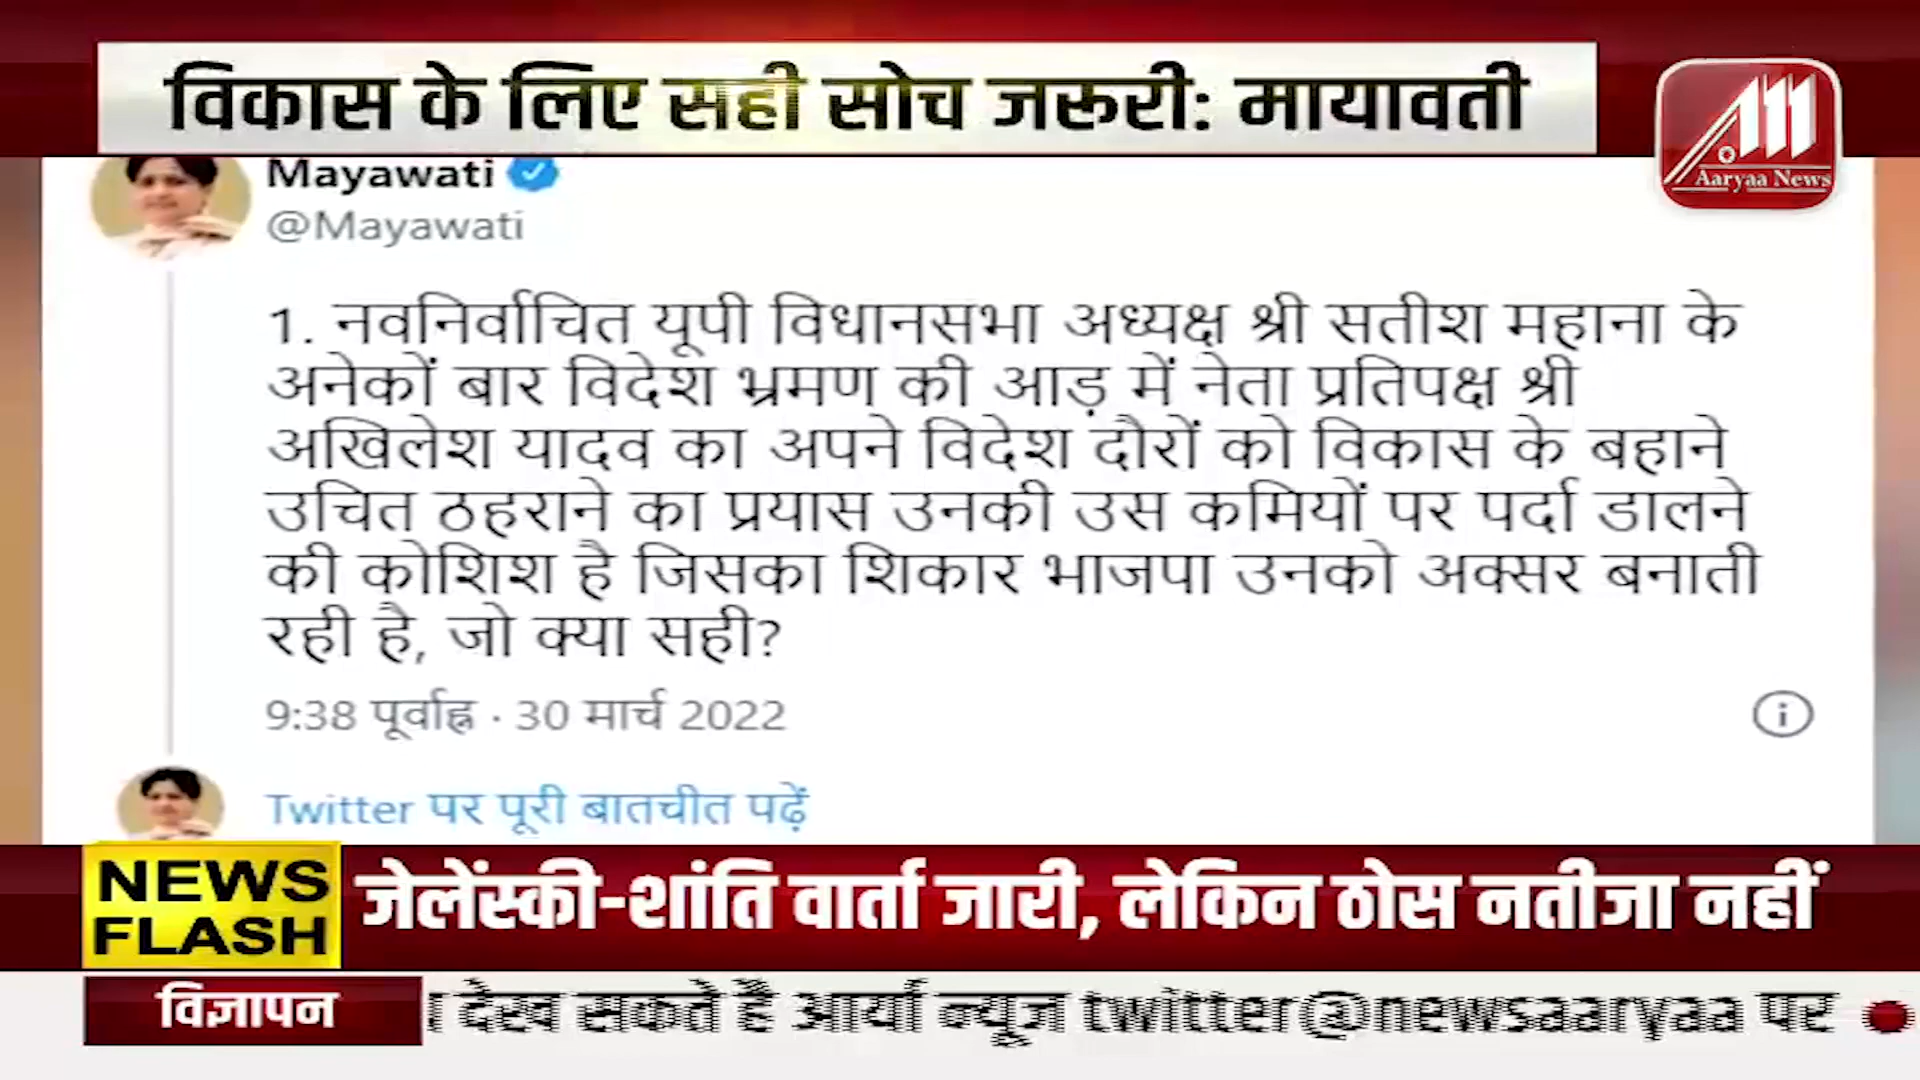 विकास के लिए सही सोच जरूरी: मायावती
Aaryaa News
Mayawati
@Mayawati
1. नवनिर्वाचित यूपी विधानसभा अध्यक्ष श्री सतीश महाना के
अनेकों बार विदेश भ्रमण की आड़ में नेता प्रतिपक्ष श्री
अखिलेश यादव का अपने विदेश दौरों को विकास के बहाने
उचित ठहराने का प्रयास उनकी उस कमियों पर पर्दा डालने
की कोशिश है जिसका शिकार भाजपा उनको अक्सर बनाती
रही है, जो क्या सही?
9:38 पूर्वाह्न · 30 मार्च 2022
Twitter पर पूरी बातचीत पढ़ें
NEWS
FLASH
जेलेंस्की-शांति वार्ता जारी, लेकिन ठोस नतीजा नहीं
विज्ञापन
देख सकते हैं आर्या न्यूज twitter@newsaaryaa पर